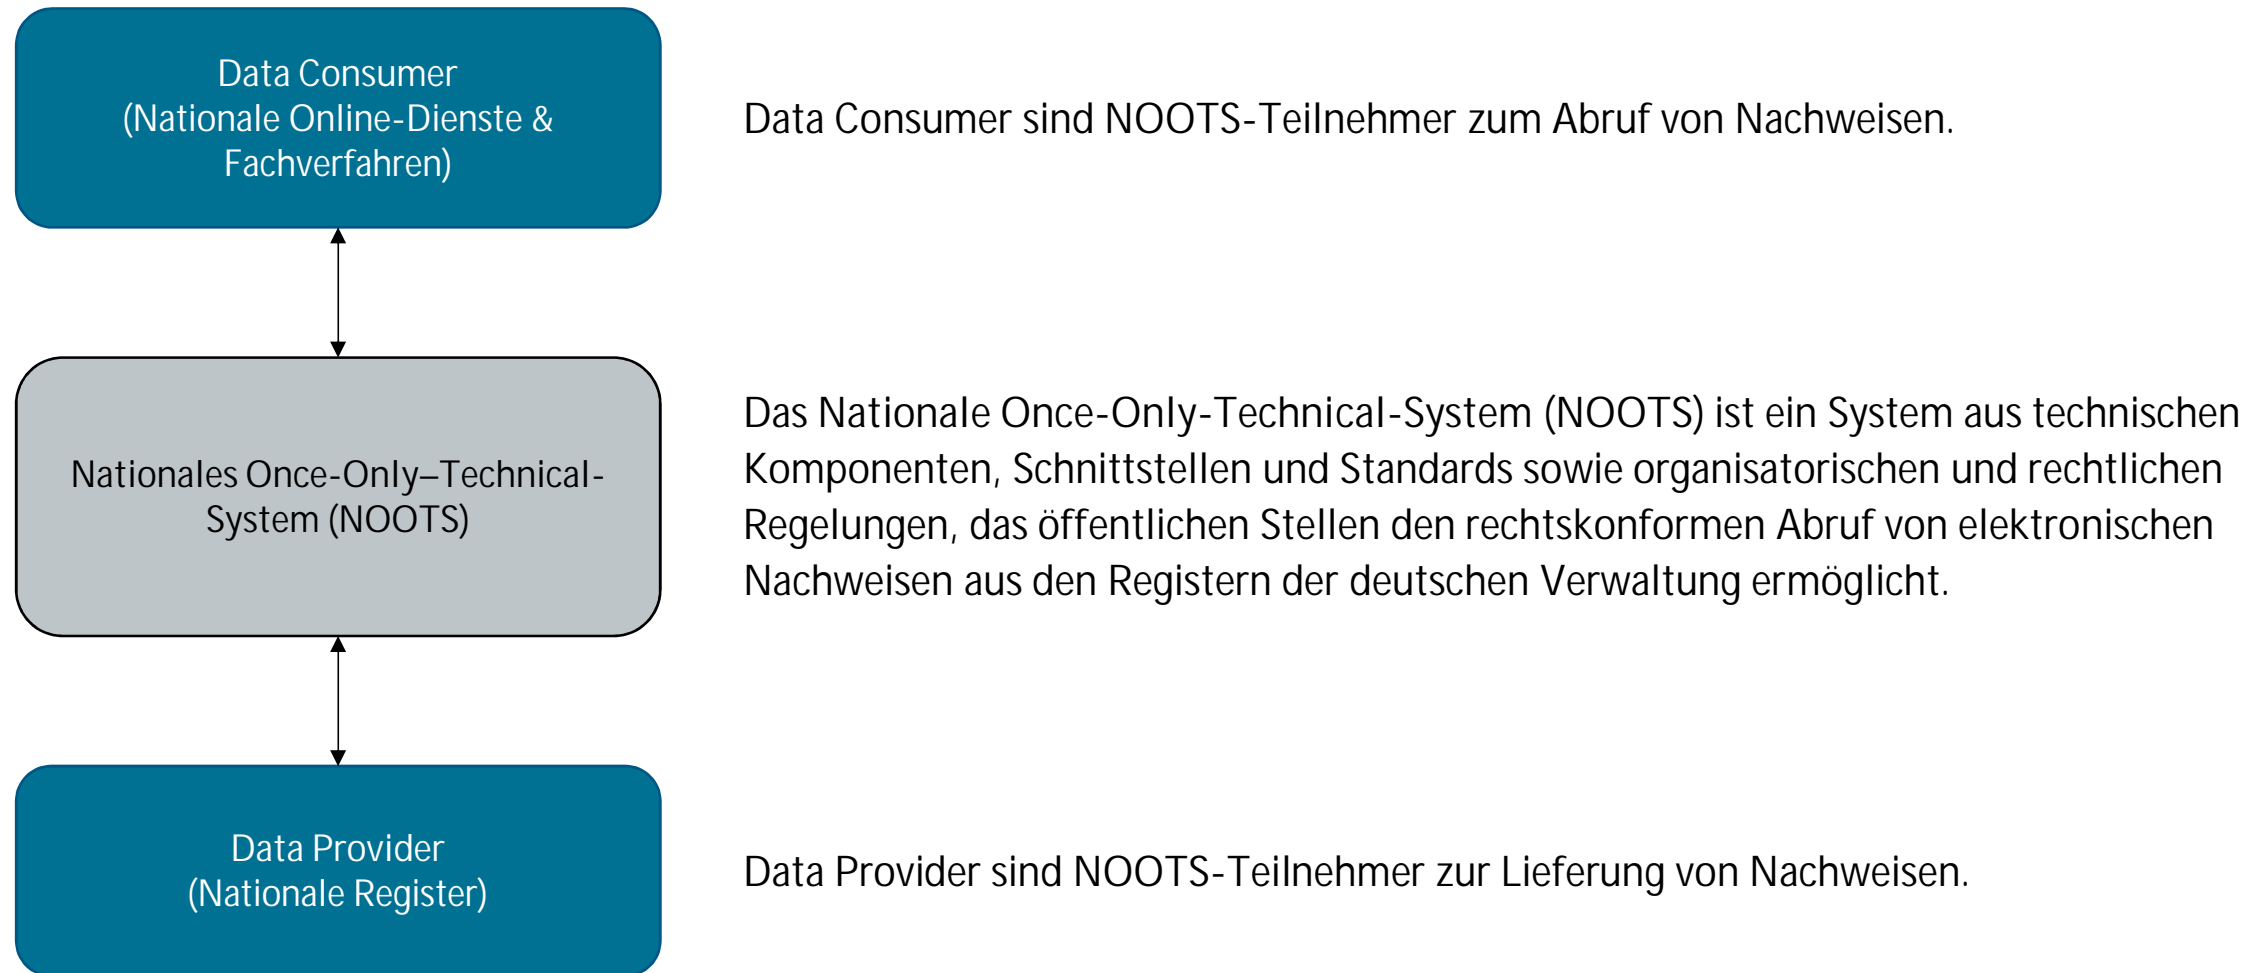 Data Consumer
(Nationale Online-Dienste &
Fachverfahren)
Data Consumer sind NOOTS-Teilnehmer zum Abruf von Nachweisen.
Nationales Once-Only–Technical-
System (NOOTS)
Das Nationale Once-Only-Technical-System (NOOTS) ist ein System aus technischen
Komponenten, Schnittstellen und Standards sowie organisatorischen und rechtlichen
Regelungen, das öffentlichen Stellen den rechtskonformen Abruf von elektronischen
Nachweisen aus den Registern der deutschen Verwaltung ermöglicht.
Data Provider
(Nationale Register)
Data Provider sind NOOTS-Teilnehmer zur Lieferung von Nachweisen.